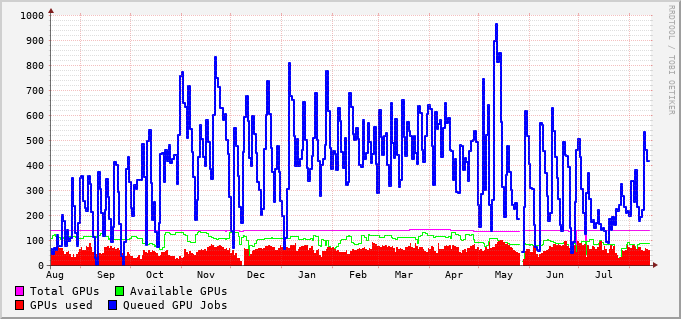 1000
900
800
700
600
500
400
300
200
100
0
Aug Sep Oct Nov Dec Jan Feb Mar Apr May Jun Jul
Total GPUs Available GPUs
GPUs used Queued GPU Jobs
RRDTOOL / TOBI OETIKER